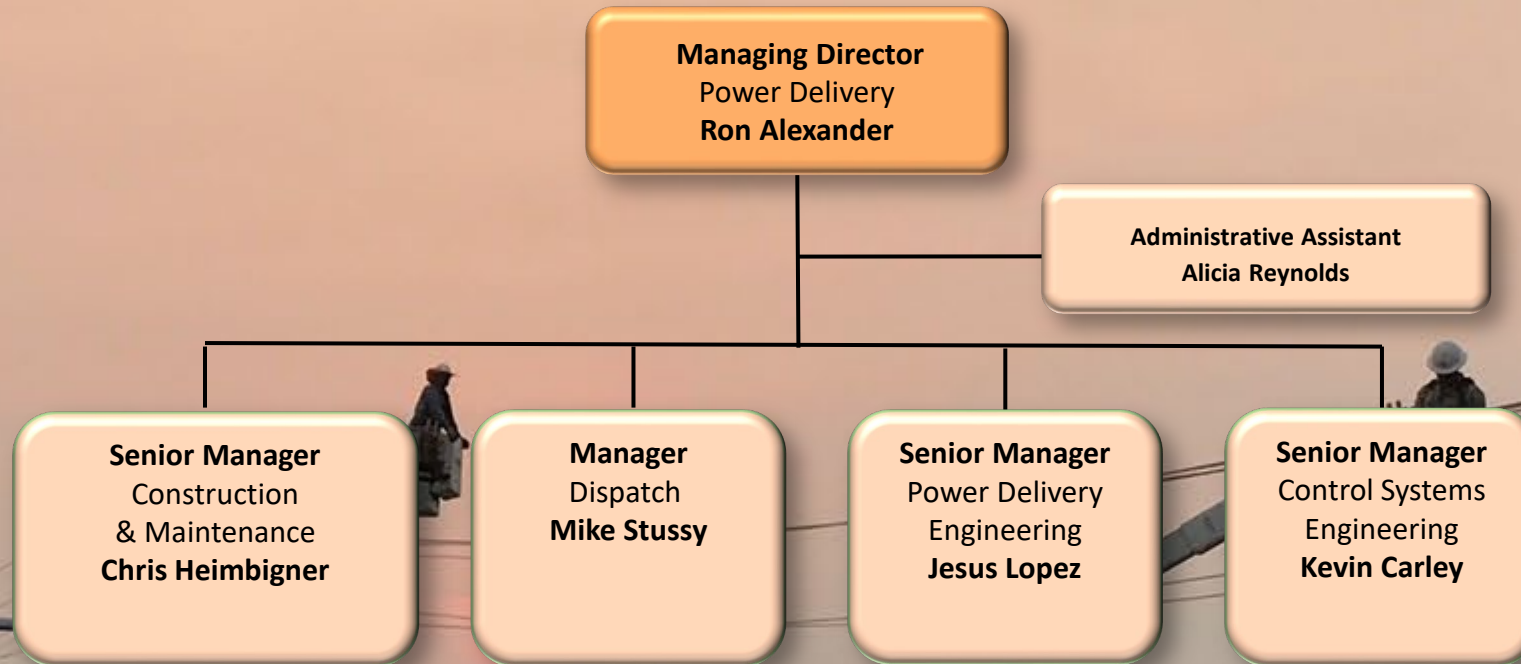 Managing Director
Power Delivery
Ron Alexander
Administrative Assistant
Alicia Reynolds
Senior Manager
Construction
& Maintenance
Chris Heimbigner
Manager
Dispatch
Mike Stussy
Senior Manager
Power Delivery
Engineering
Jesus Lopez
Senior Manager
Control Systems
Engineering
Kevin Carley